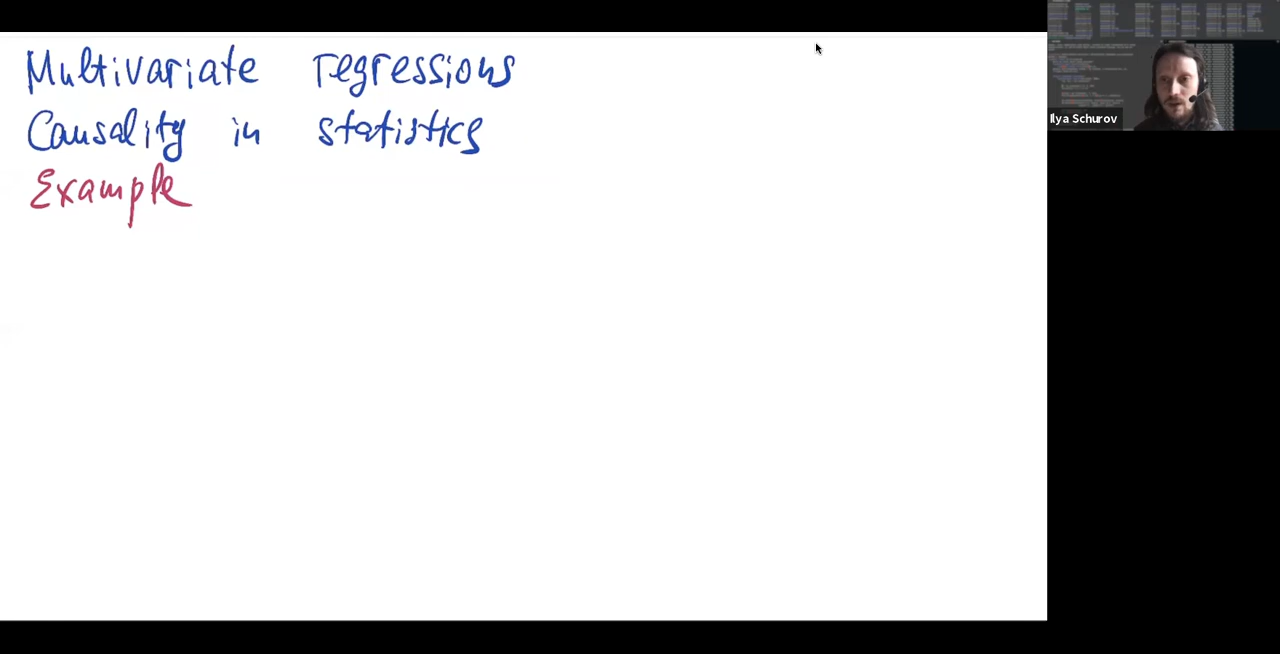 Multivariate regressions
Causality in statistics
Example
Ilya Schurov